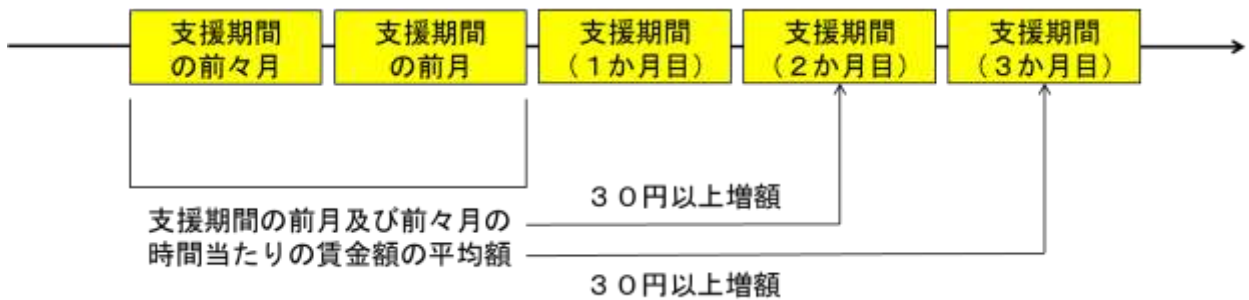 支援期間
の前々月
支援期間
の前月
支援期間
（１か月目）
支援期間
（２か月目）
支援期間
（３か月目）
３０円以上増額
支援期間の前月及び前々月の
時間当たりの賃金額の平均額
３０円以上増額